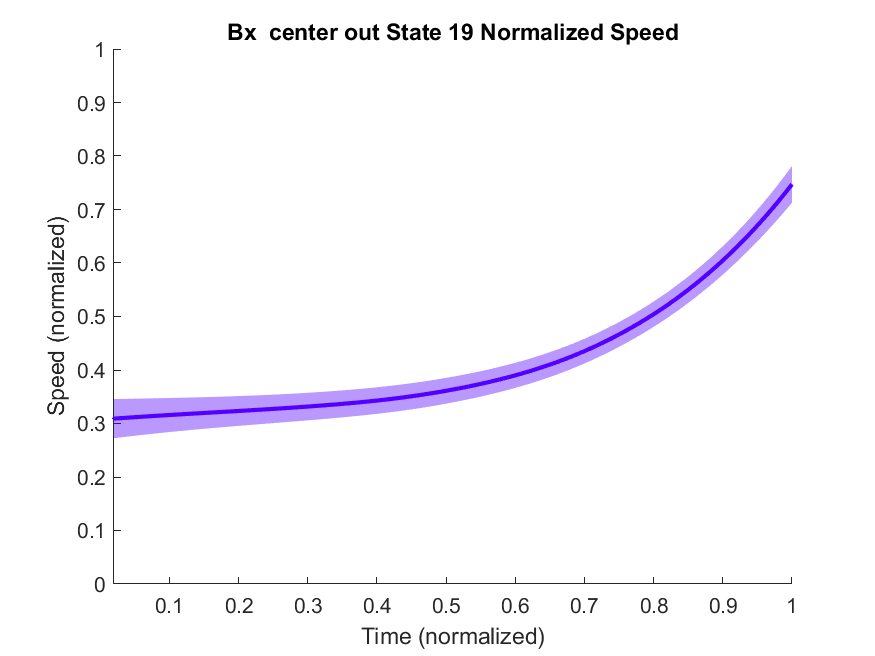 Bx  center out State 19 Normalized Speed
1
0.9
0.8
0.7
0.6
0.5
0.4
0.3
0.2
0.1
0
Speed (normalized)
0.1 0.2 0.3 0.4 0.5 0.6 0.7 0.8 0.9 1
Time (normalized)